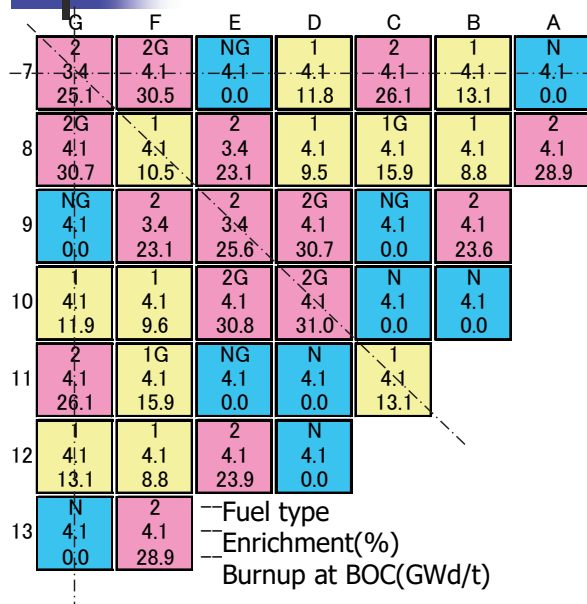 G F E D C B A
2 2G NG 1 2 1 N
7 3.4 4.1 4.1 4.1 4.1 4.1 4.1
25.1 30.5 0.0 11.8 26.1 13.1 0.0
2G 1 2 1 1G 1 2
8 4.1 4.1 3.4 4.1 4.1 4.1 4.1
30.7 10.5 23.1 9.5 15.9 8.8 28.9
NG 2 2 2G NG 2
9 4.1 3.4 3.4 4.1 4.1 4.1
0.0 23.1 25.6 30.7 0.0 23.6
1 1 2G 2G N N
10 4.1 4.1 4.1 4.1 4.1 4.1
11.9 9.6 30.8 31.0 0.0 0.0
2 1G NG N 1
11 4.1 4.1 4.1 4.1 4.1
26.1 15.9 0.0 0.0 13.1
1 1 2 N
12 4.1 4.1 4.1 4.1
13.1 8.8 23.9 0.0
N 2 Fuel type
13 4.1 4.1 Enrichment(%)
0.0 28.9 Burnup at BOC(GWd/t)